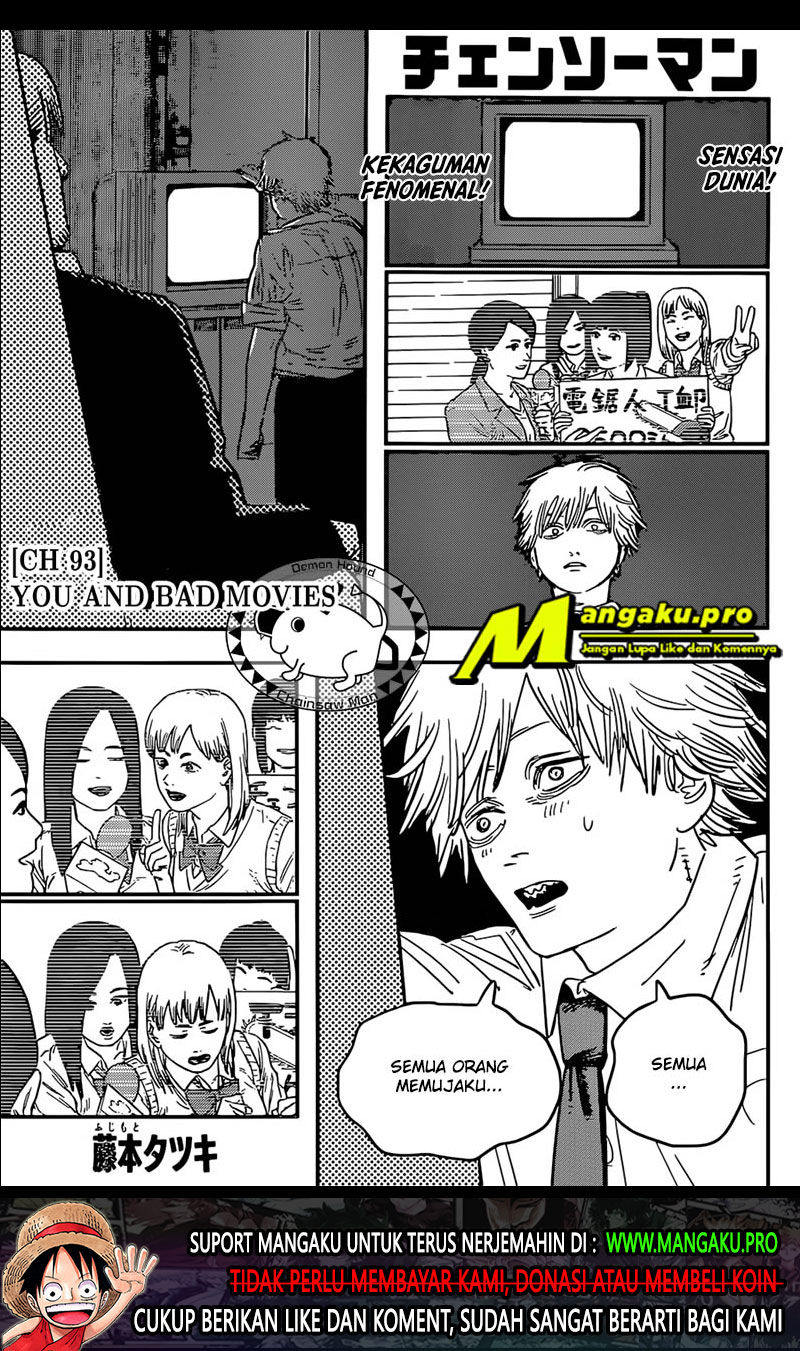 チェンソーマン
SENSASI
DUNIA!
KEKAGUMAN
FENOMENAL!
電鋸人
[CH 93]
YOU AND BAD MOVIES
Demon Hound
Chainsaw Man
Mangaku.pro
Jangan Lupa Like dan Komennya
SEMUA
...
SEMUA ORANG
MEMUJAKU...
ふじもと
藤本タツキ
SUPORT MANGAKU UNTUK TERUS NERJEMAHIN DI : WWW.MANGAKU.PRO
TIDAK PERLU MEMBAYAR KAMI, DONASI ATAU MEMBELI KOIN
CUKUP BERIKAN LIKE DAN KOMENT, SUDAH SANGAT BERARTI BAGI KAMI